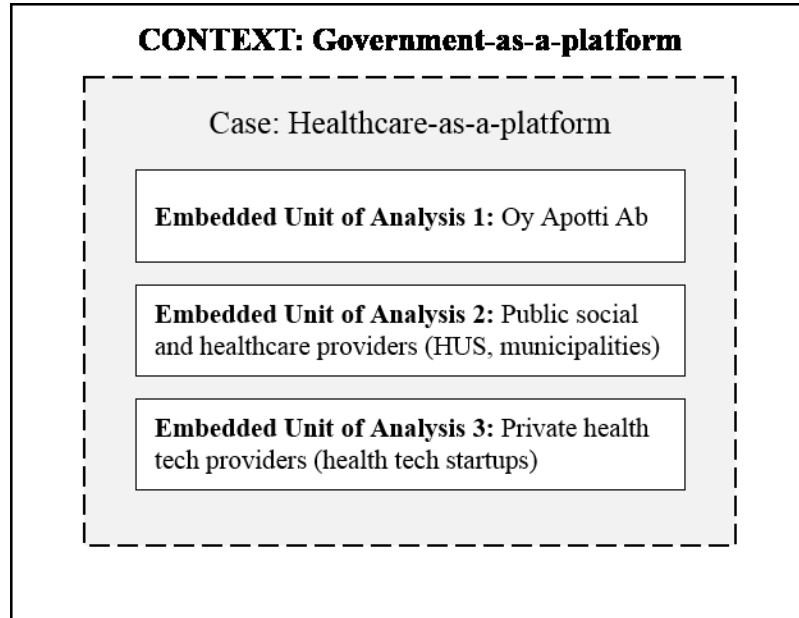 CONTEXT: Government-as-a-platform
Case: Healthcare-as-a-platform
Embedded Unit of Analysis 1: Oy Apotti Ab
Embedded Unit of Analysis 2: Public social
and healthcare providers (HUS, municipalities)
Embedded Unit of Analysis 3: Private health
tech providers (health tech startups)